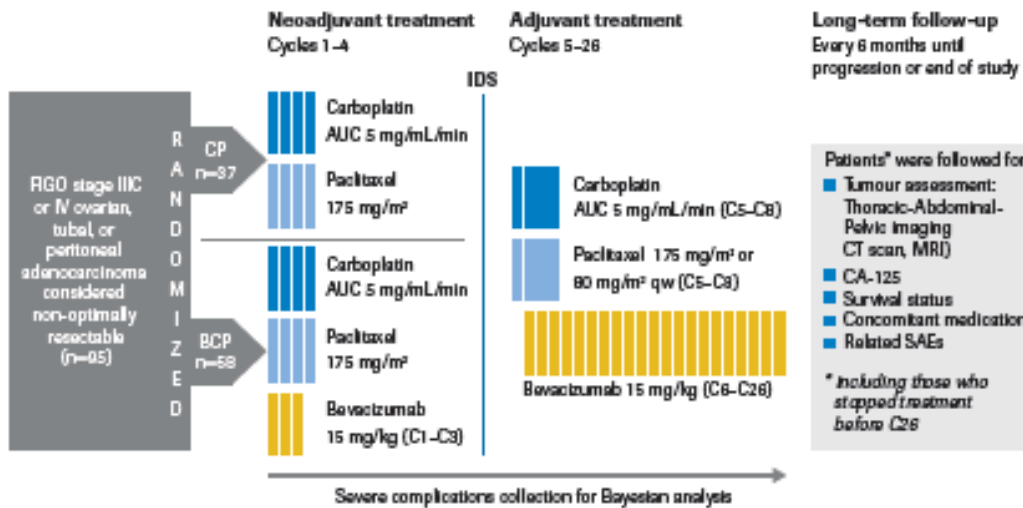 Neoadjuvant treatment
Cycles 1–4
Adjuvant treatment
Cycles 5–26
Long-term follow-up
Every 6 months until
progression or end of study
IDS
FIGO stage IIIC
or IV ovarian,
tubal, or
peritoneal
adenocarcinoma
considered
non-optimally
resectable
(n=95)
RANDOMIZED
CP
n=37
BCP
n=58
Carboplatin
AUC 5 mg/mL/min
Paclitaxel
175 mg/m²
Carboplatin
AUC 5 mg/mL/min
Paclitaxel
175 mg/m²
Bevacizumab
15 mg/kg (C1–C3)
Carboplatin
AUC 5 mg/mL/min (C5–C8)
Paclitaxel 175 mg/m² or
80 mg/m² qw (C5–C8)
Bevacizumab 15 mg/kg (C6–C26)
Patients* were followed for
Tumour assessment:
Thoracic-Abdominal-
Pelvic imaging
CT scan, MRI)
CA-125
Survival status
Concomitant medication
Related SAEs
* Including those who
stopped treatment
before C26
Severe complications collection for Bayesian analysis